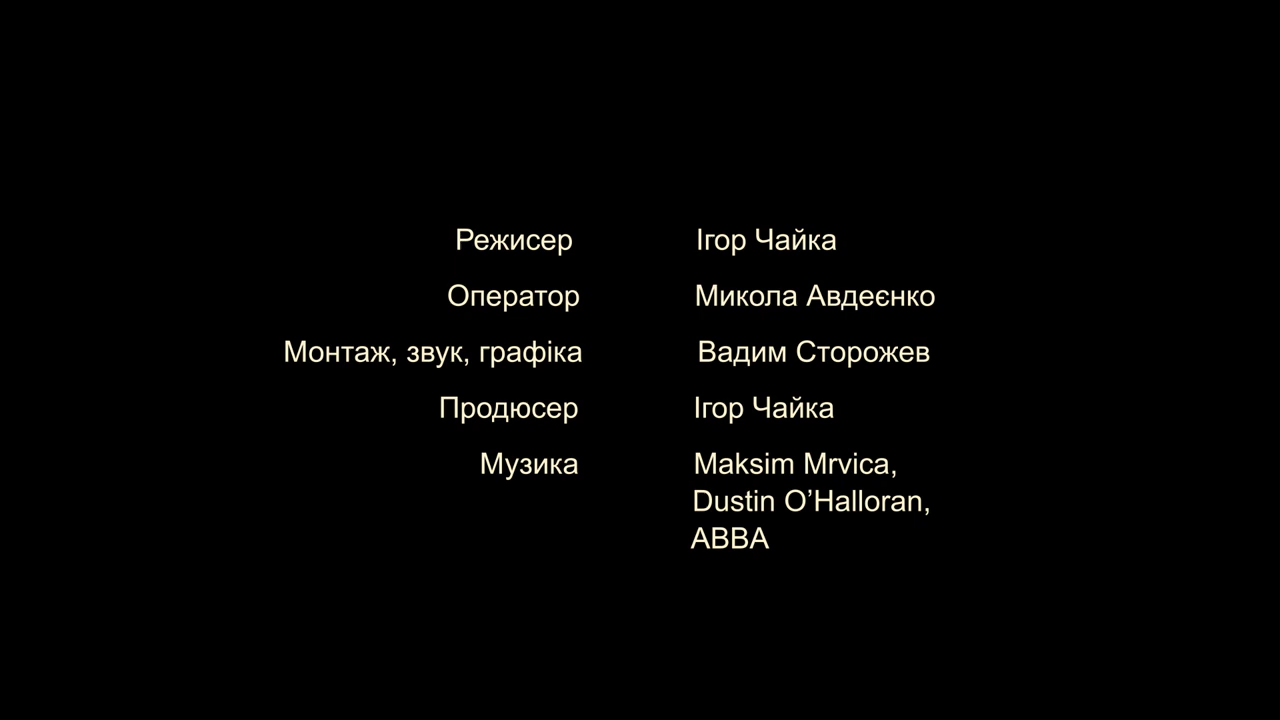 Режисер Ігор Чайка
Оператор Микола Авдеєнко
Монтаж, звук, графіка Вадим Сторожев
Продюсер Ігор Чайка
Музика Maksim Mrvica,
Dustin O’Halloran,
ABBA